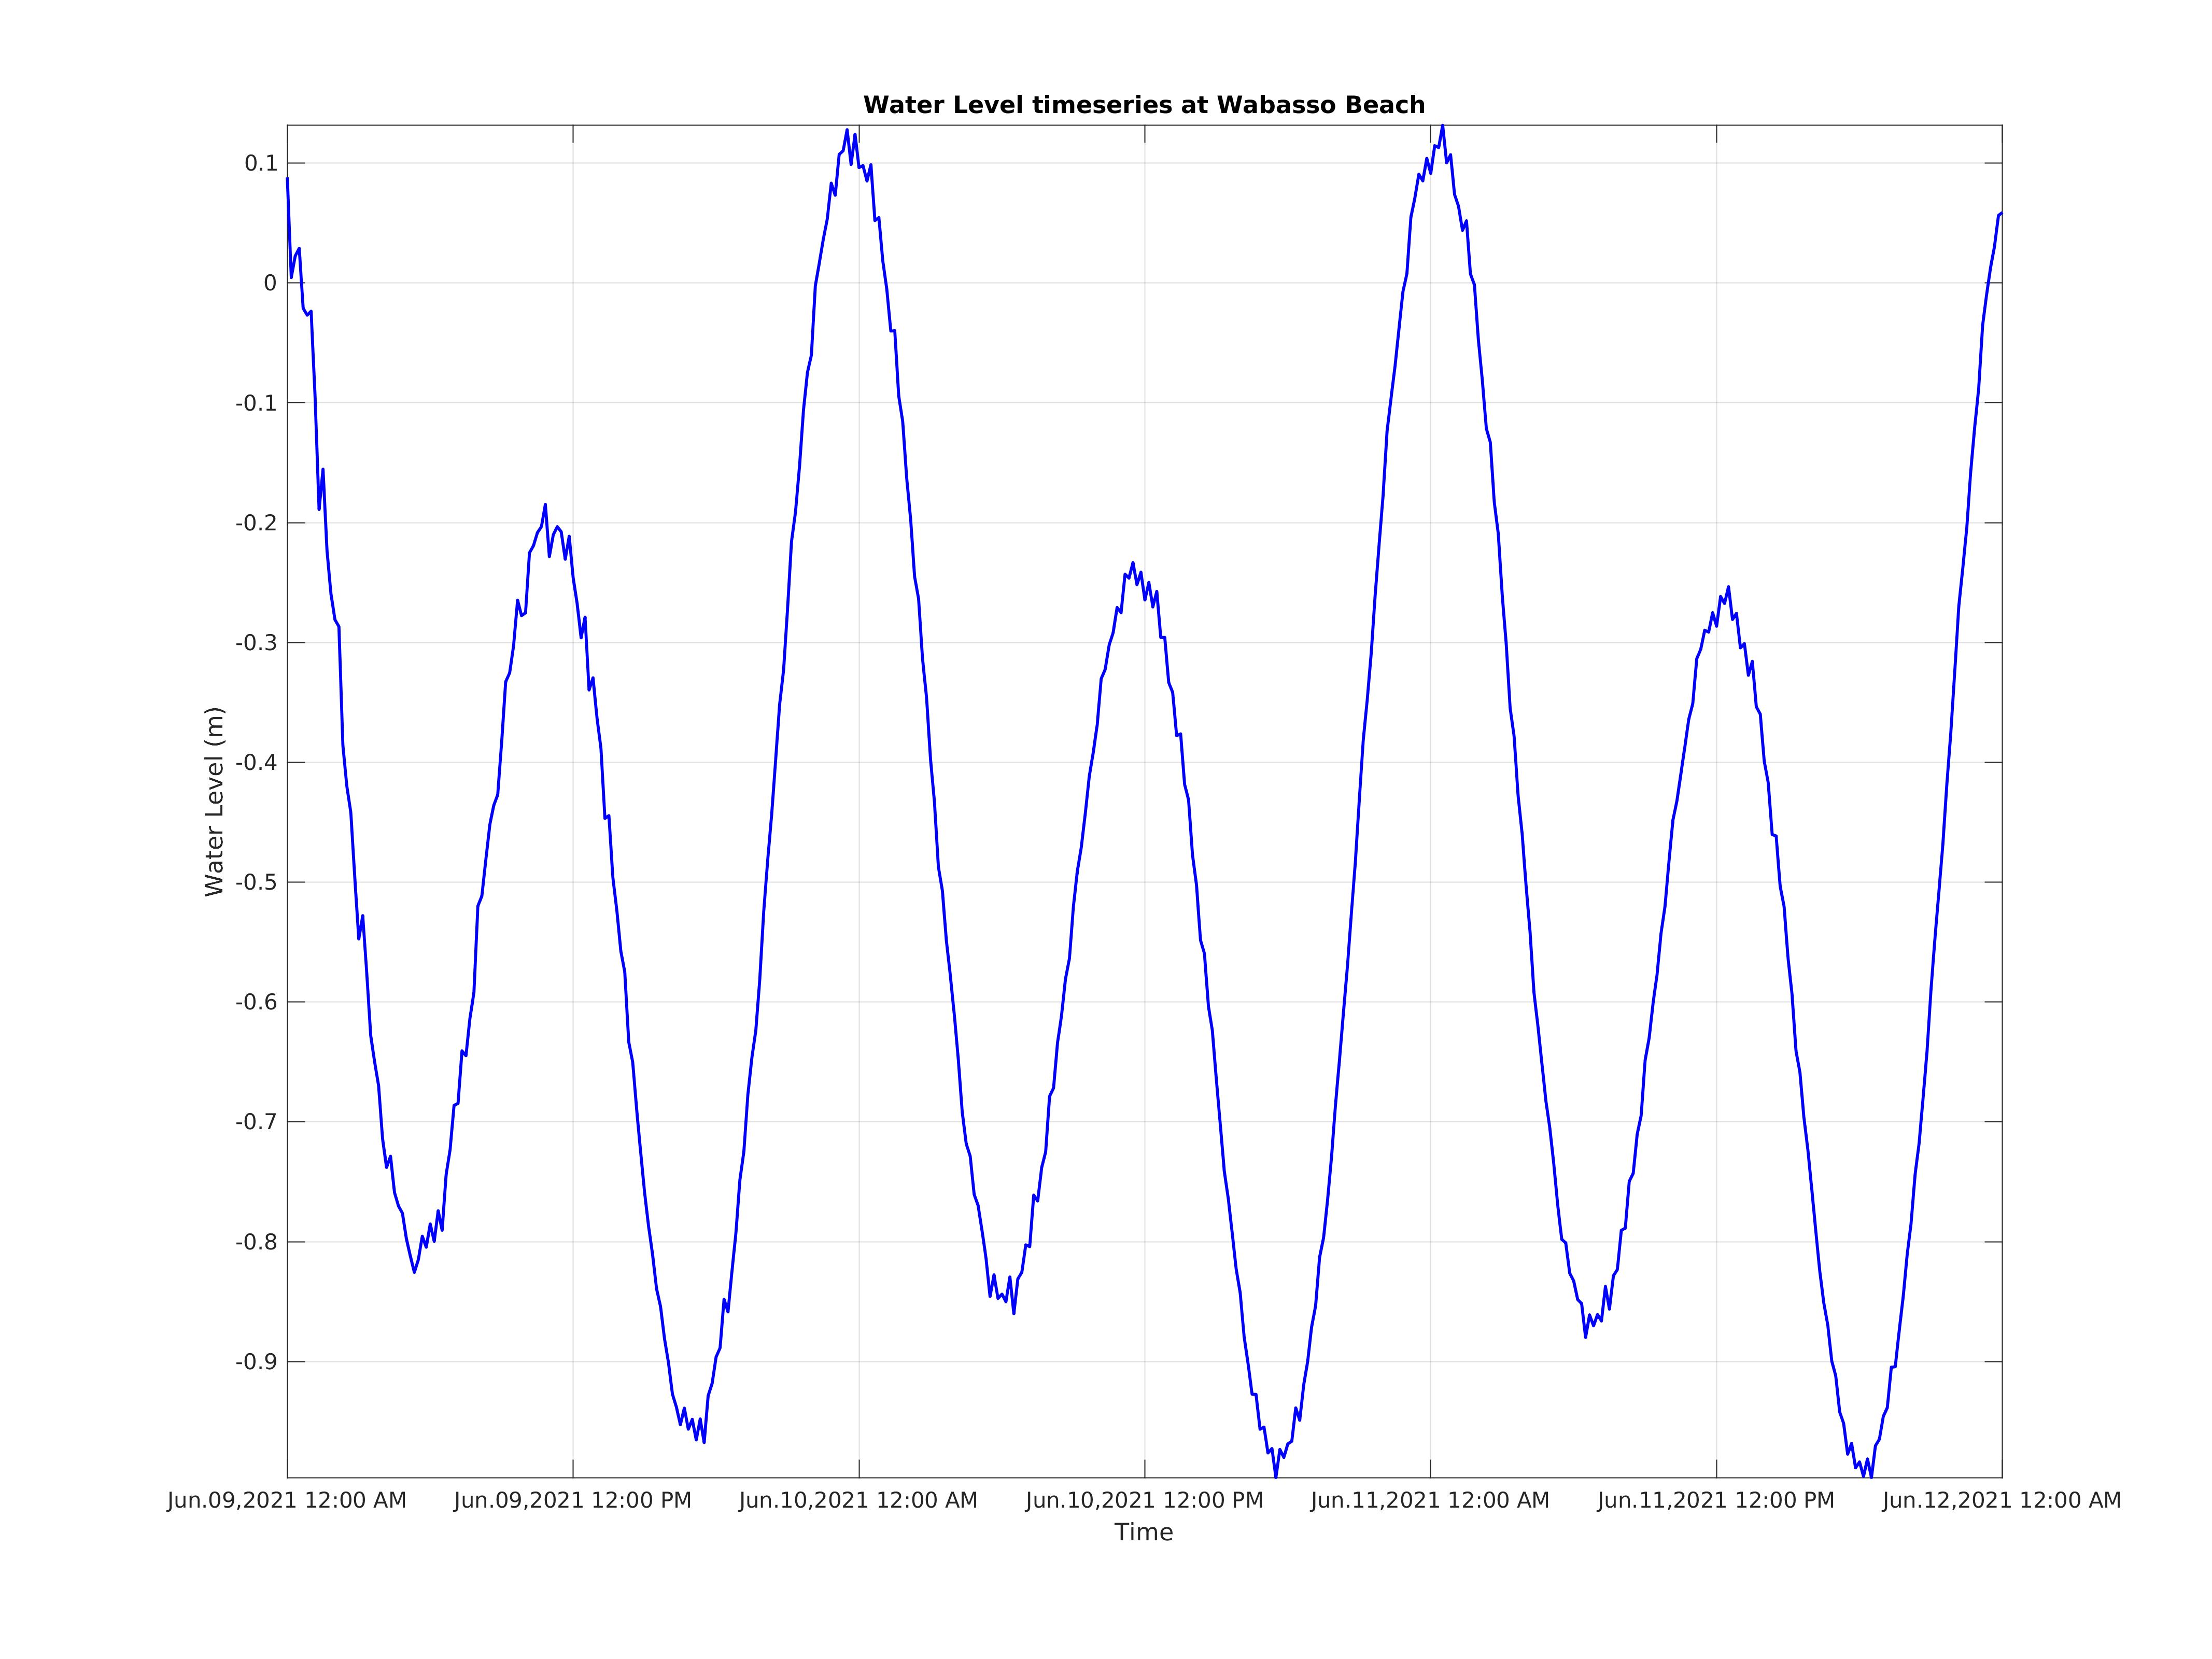 Water Level timeseries at Wabasso Beach
0.1
0
-0.1
-0.2
-0.3
-0.4
-0.5
-0.6
-0.7
-0.8
-0.9
Water Level (m)
Jun.09,2021 12:00 AM
Jun.09,2021 12:00 PM
Jun.10,2021 12:00 AM
Jun.10,2021 12:00 PM
Jun.11,2021 12:00 AM
Jun.11,2021 12:00 PM
Jun.12,2021 12:00 AM
Time